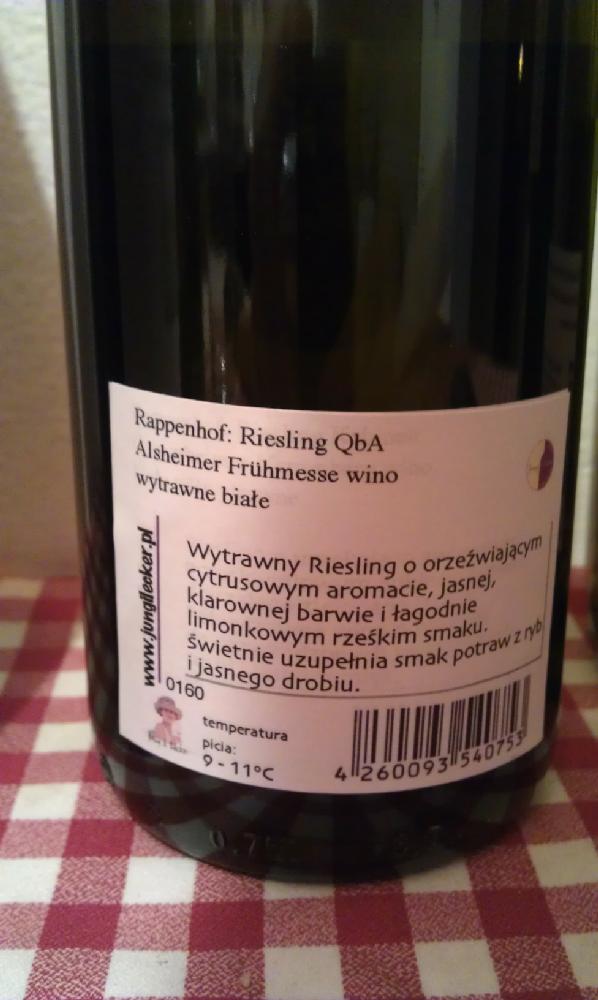 Rappenhof: Riesling QbA
Alsheimer Frühmesse wino
wytrawne białe
www.jungilecker.pl
Wytrawny Riesling o orzeźwiającym
cytrusowym aromacie, jasnej,
klarownej barwie i łagodnie
limonkowym rześkim smaku.
świetnie uzupełnia smak potraw z ryb
i jasnego drobiu.
0160
temperatura
picia:
9 - 11°C
4 260093 540753